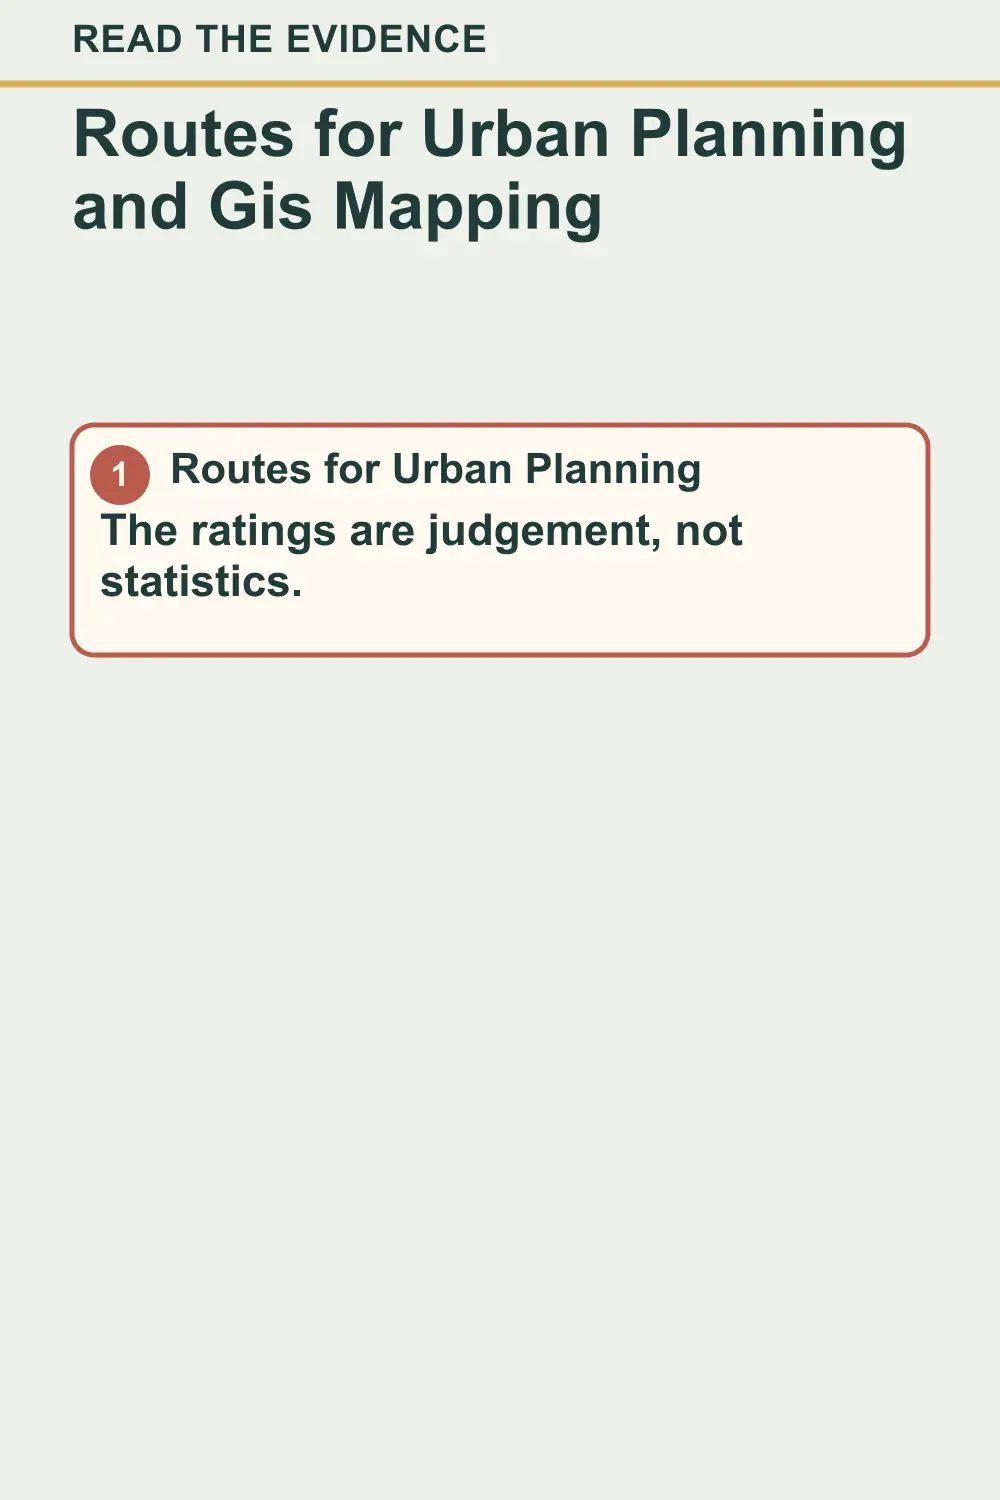 READ THE EVIDENCE
Routes for Urban Planning
and Gis Mapping
1 Routes for Urban Planning
The ratings are judgement, not
statistics.